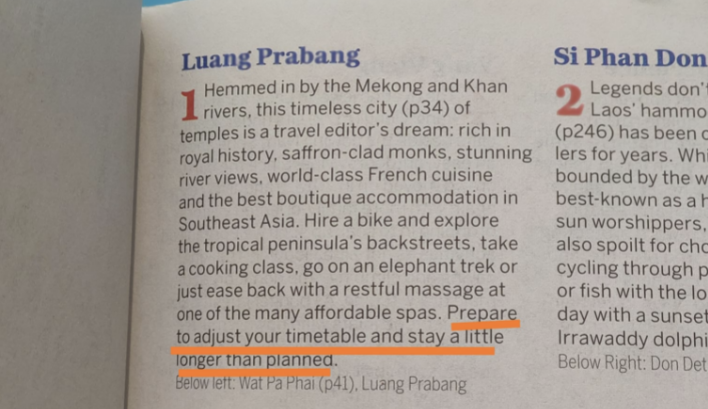 Luang Prabang
1 Hemmed in by the Mekong and Khan
rivers, this timeless city (p34) of
temples is a travel editor's dream: rich in
royal history, saffron-clad monks, stunning
river views, world-class French cuisine
and the best boutique accommodation in
Southeast Asia. Hire a bike and explore
the tropical peninsula's backstreets, take
a cooking class, go on an elephant trek or
just ease back with a restful massage at
one of the many affordable spas. Prepare
to adjust your timetable and stay a little
longer than planned.
Below left: Wat Pa Phai (p41), Luang Prabang
Si Phan Don
2 Legends don't
Laos' hammo
(p246) has been
lers for years. Whi
bounded by the w
best-known as a h
sun worshippers,
also spoilt for cho
cycling through p
or fish with the lo
day with a sunset
Irrawaddy dolphi
Below Right: Don Det